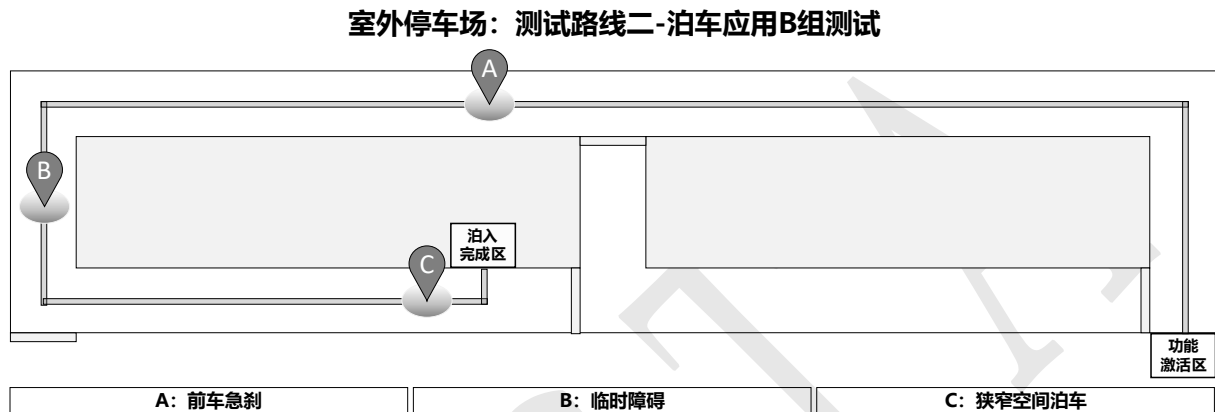 室外停车场：测试路线二-泊车应用B组测试
A
B
C
泊入
完成区
功能
激活区
A：前车急刹
B：临时障碍
C：狭窄空间泊车